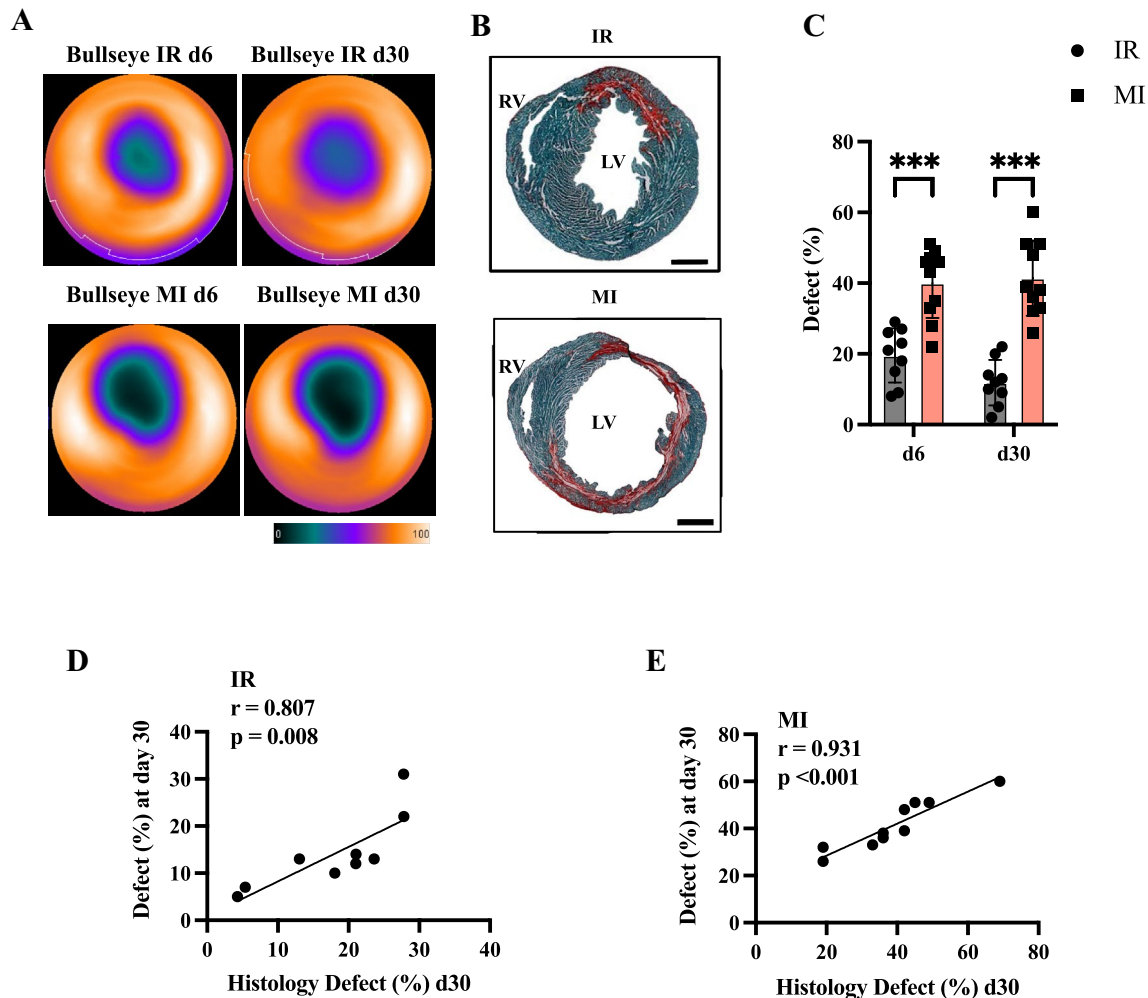 A
Bullseye IR d6
Bullseye IR d30
Bullseye MI d6
Bullseye MI d30
0
100
B
IR
RV
LV
MI
RV
LV
C
IR
MI
Defect (%)
80
60
40
20
0
***
***
d6
d30
D
IR
r = 0.807
p = 0.008
Defect (%) at day 30
40
30
20
10
0
0 10 20 30 40
Histology Defect (%) d30
E
MI
r = 0.931
p <0.001
Defect (%) at day 30
80
60
40
20
0
0 20 40 60 80
Histology Defect (%) d30